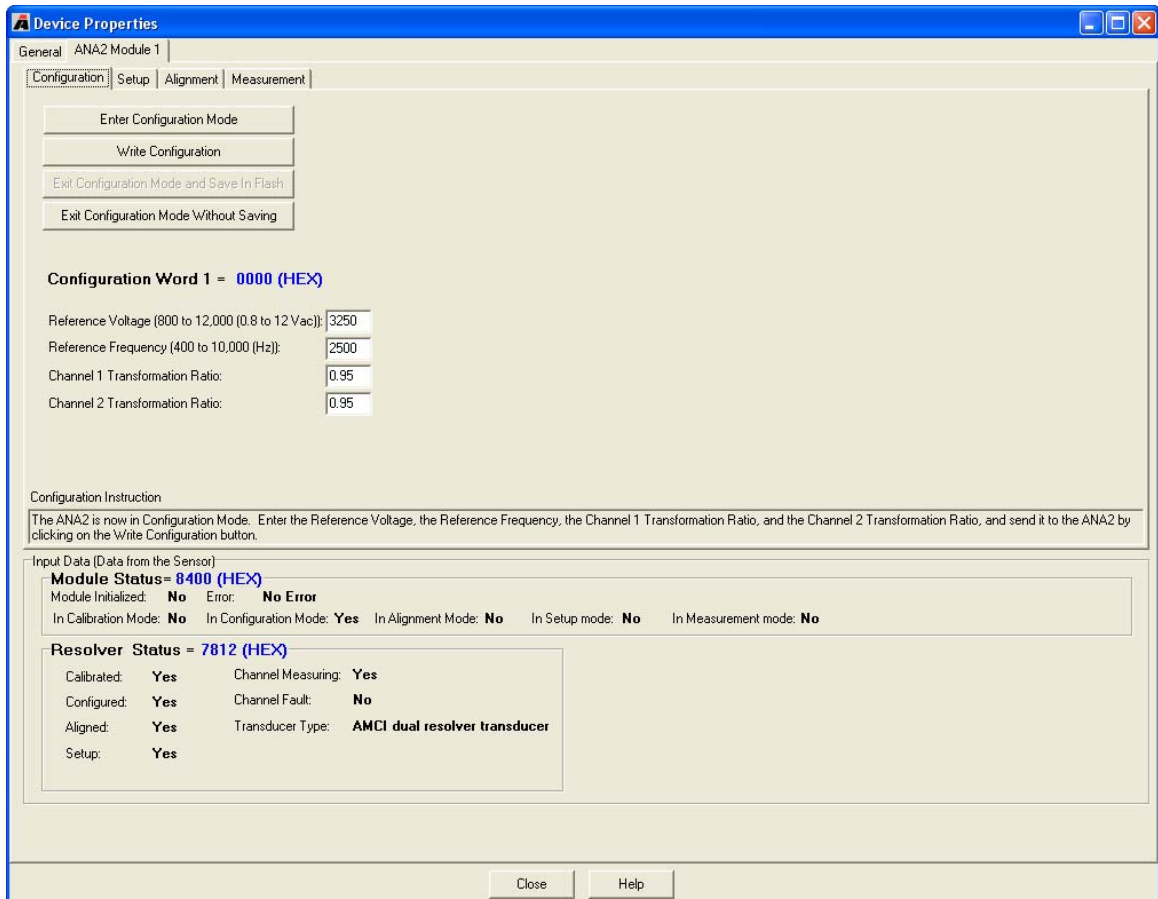 Device Properties
General ANA2 Module 1
Configuration Setup Alignment Measurement
Enter Configuration Mode
Write Configuration
Exit Configuration Mode and Save In Flash
Exit Configuration Mode Without Saving
Configuration Word 1 = 0000 (HEX)
Reference Voltage (800 to 12,000 (0.8 to 12 Vac)): 3250
Reference Frequency (400 to 10,000 (Hz)): 2500
Channel 1 Transformation Ratio: 0.95
Channel 2 Transformation Ratio: 0.95
Configuration Instruction
The ANA2 is now in Configuration Mode. Enter the Reference Voltage, the Reference Frequency, the Channel 1 Transformation Ratio, and the Channel 2 Transformation Ratio, and send it to the ANA2 by
clicking on the Write Configuration button.
Input Data (Data from the Sensor)
Module Status= 8400 (HEX)
Module Initialized: No Error: No Error
In Calibration Mode: No In Configuration Mode: Yes In Alignment Mode: No In Setup mode: No In Measurement mode: No
Resolver Status = 7812 (HEX)
Calibrated: Yes Channel Measuring: Yes
Configured: Yes Channel Fault: No
Aligned: Yes Transducer Type: AMCI dual resolver transducer
Setup: Yes
Close Help